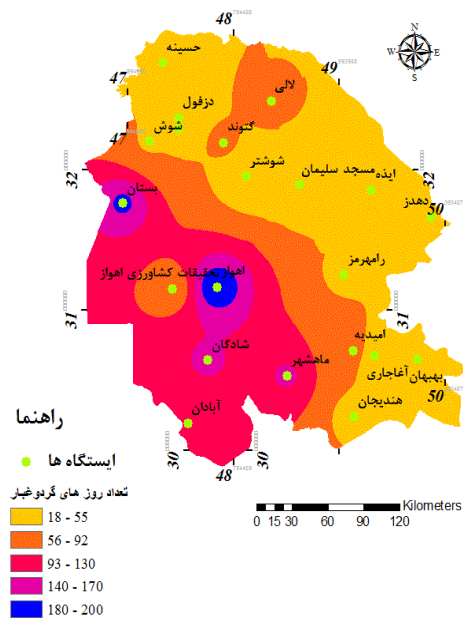 48
N
W E
S
حسینه
49
47
لالی
دزفول
47
شوش
گتوند
32
شوشتر
مسجد سلیمان
ایذه
32
بستان
دهدز
50
رامهرمز
اهواز
تحقیقات کشاورزی اهواز
31
31
امیدیه
شادگان
ماهشهر
آغاجاری
بهبهان
50
هندیجان
آبادان
30
30
48
راهنما
ایستگاه ها
تعداد روز های گردوغبار
18 - 55
56 - 92
93 - 130
140 - 170
180 - 200
Kilometers
0 15 30 60 90 120